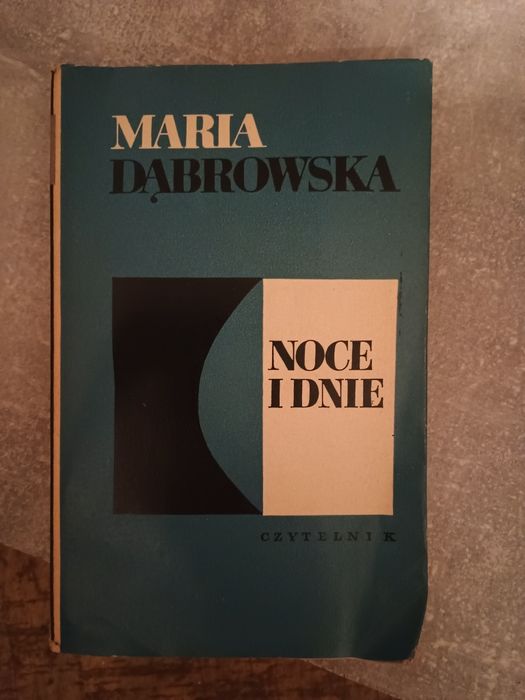 MARIA
DĄBROWSKA
NOCE
I DNIE
CZYTELNIK